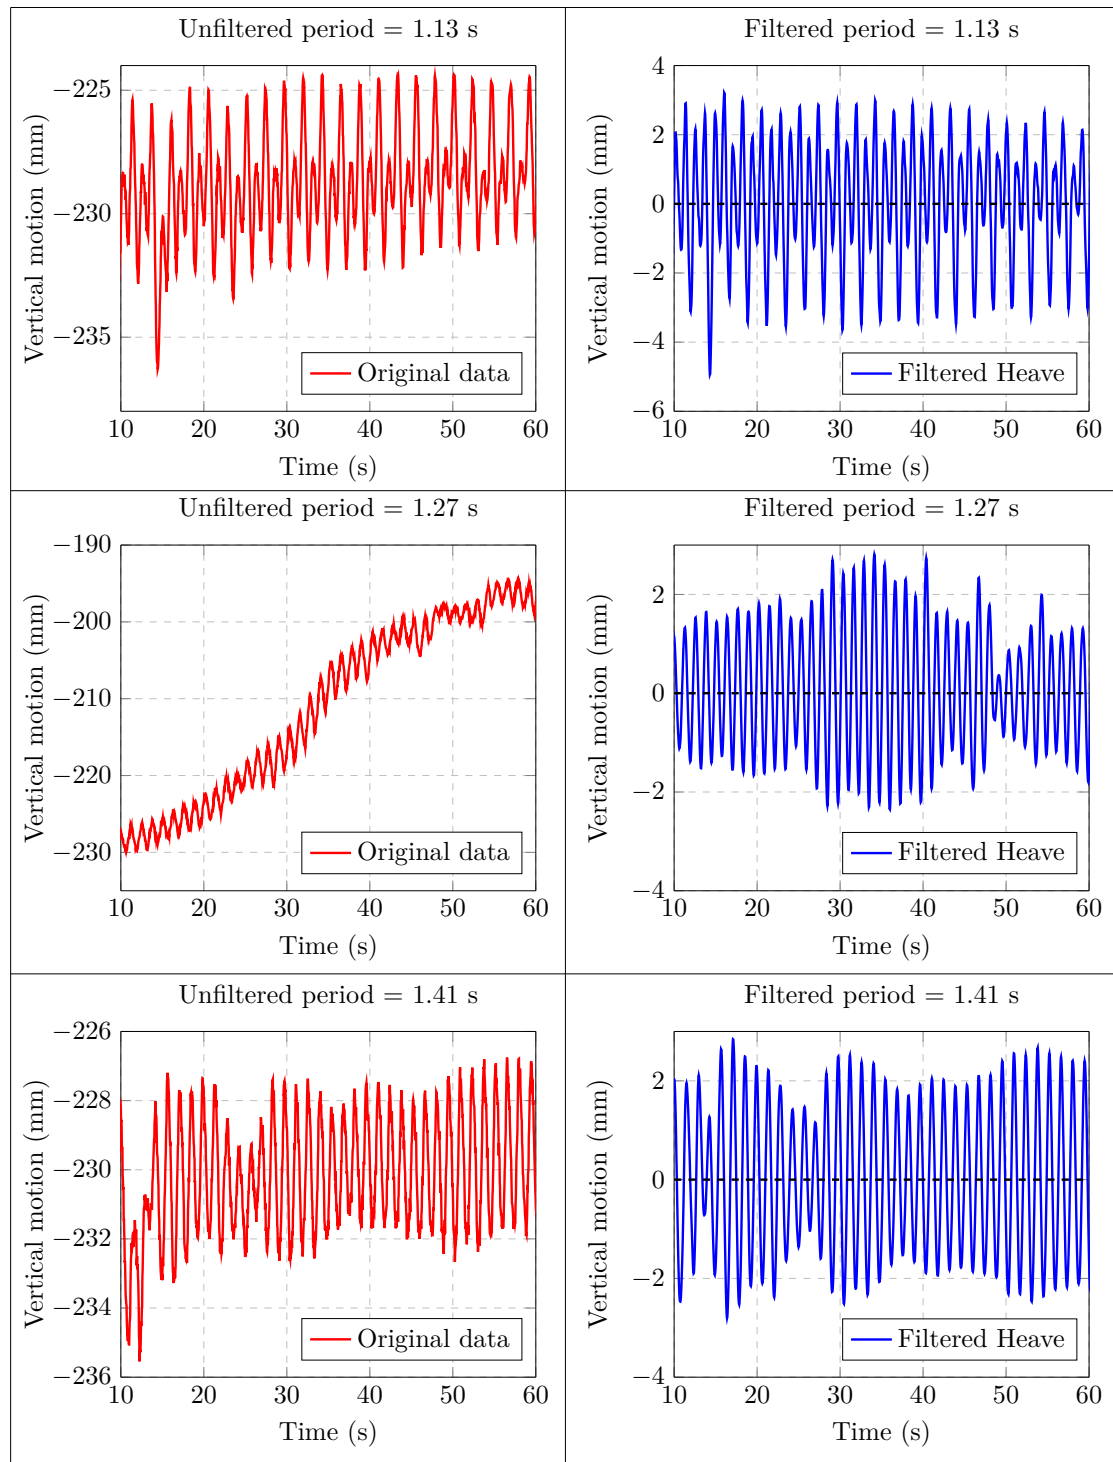 Unfiltered period = 1.13 s
Vertical motion (mm)
−225
−230
−235
10 20 30 40 50 60
Time (s)
Original data
Filtered period = 1.13 s
Vertical motion (mm)
4
2
0
−2
−4
−6
10 20 30 40 50 60
Time (s)
Filtered Heave
Unfiltered period = 1.27 s
Vertical motion (mm)
−190
−200
−210
−220
−230
10 20 30 40 50 60
Time (s)
Original data
Filtered period = 1.27 s
Vertical motion (mm)
2
0
−2
−4
10 20 30 40 50 60
Time (s)
Filtered Heave
Unfiltered period = 1.41 s
Vertical motion (mm)
−226
−228
−230
−232
−234
−236
10 20 30 40 50 60
Time (s)
Original data
Filtered period = 1.41 s
Vertical motion (mm)
2
0
−2
−4
10 20 30 40 50 60
Time (s)
Filtered Heave